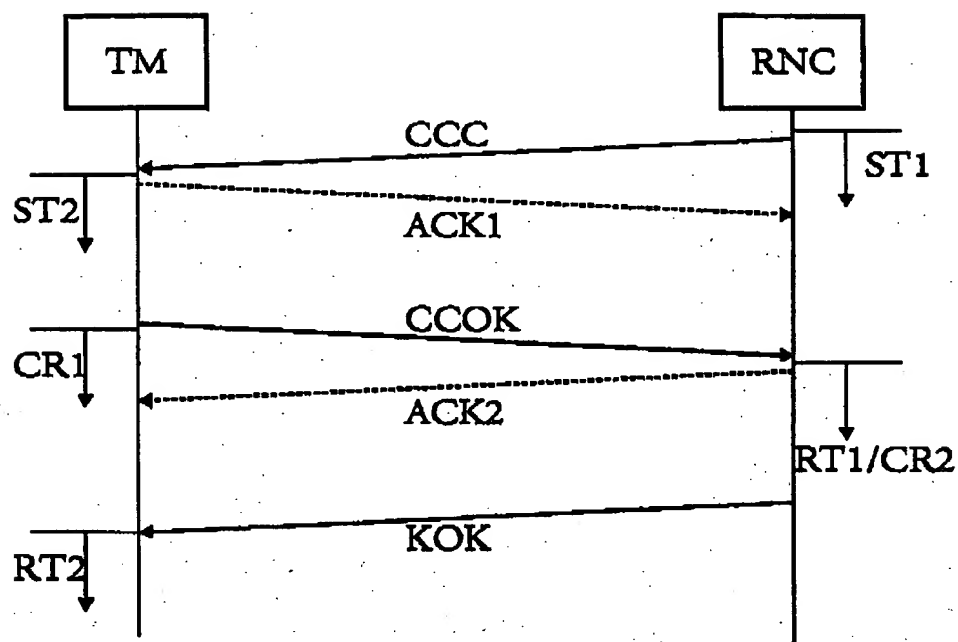 TM
RNC
CCC
ST1
ST2
ACK1
CCOK
CR1
ACK2
RT1/CR2
KOK
RT2